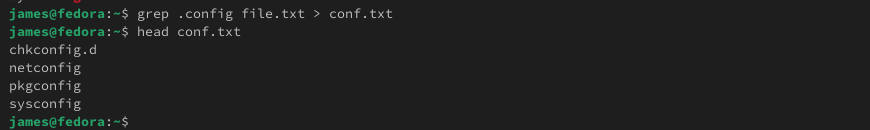 james@fedora:~$ grep .config file.txt > conf.txt
james@fedora:~$ head conf.txt
chkconfig.d
netconfig
pkgconfig
sysconfig
james@fedora:~$